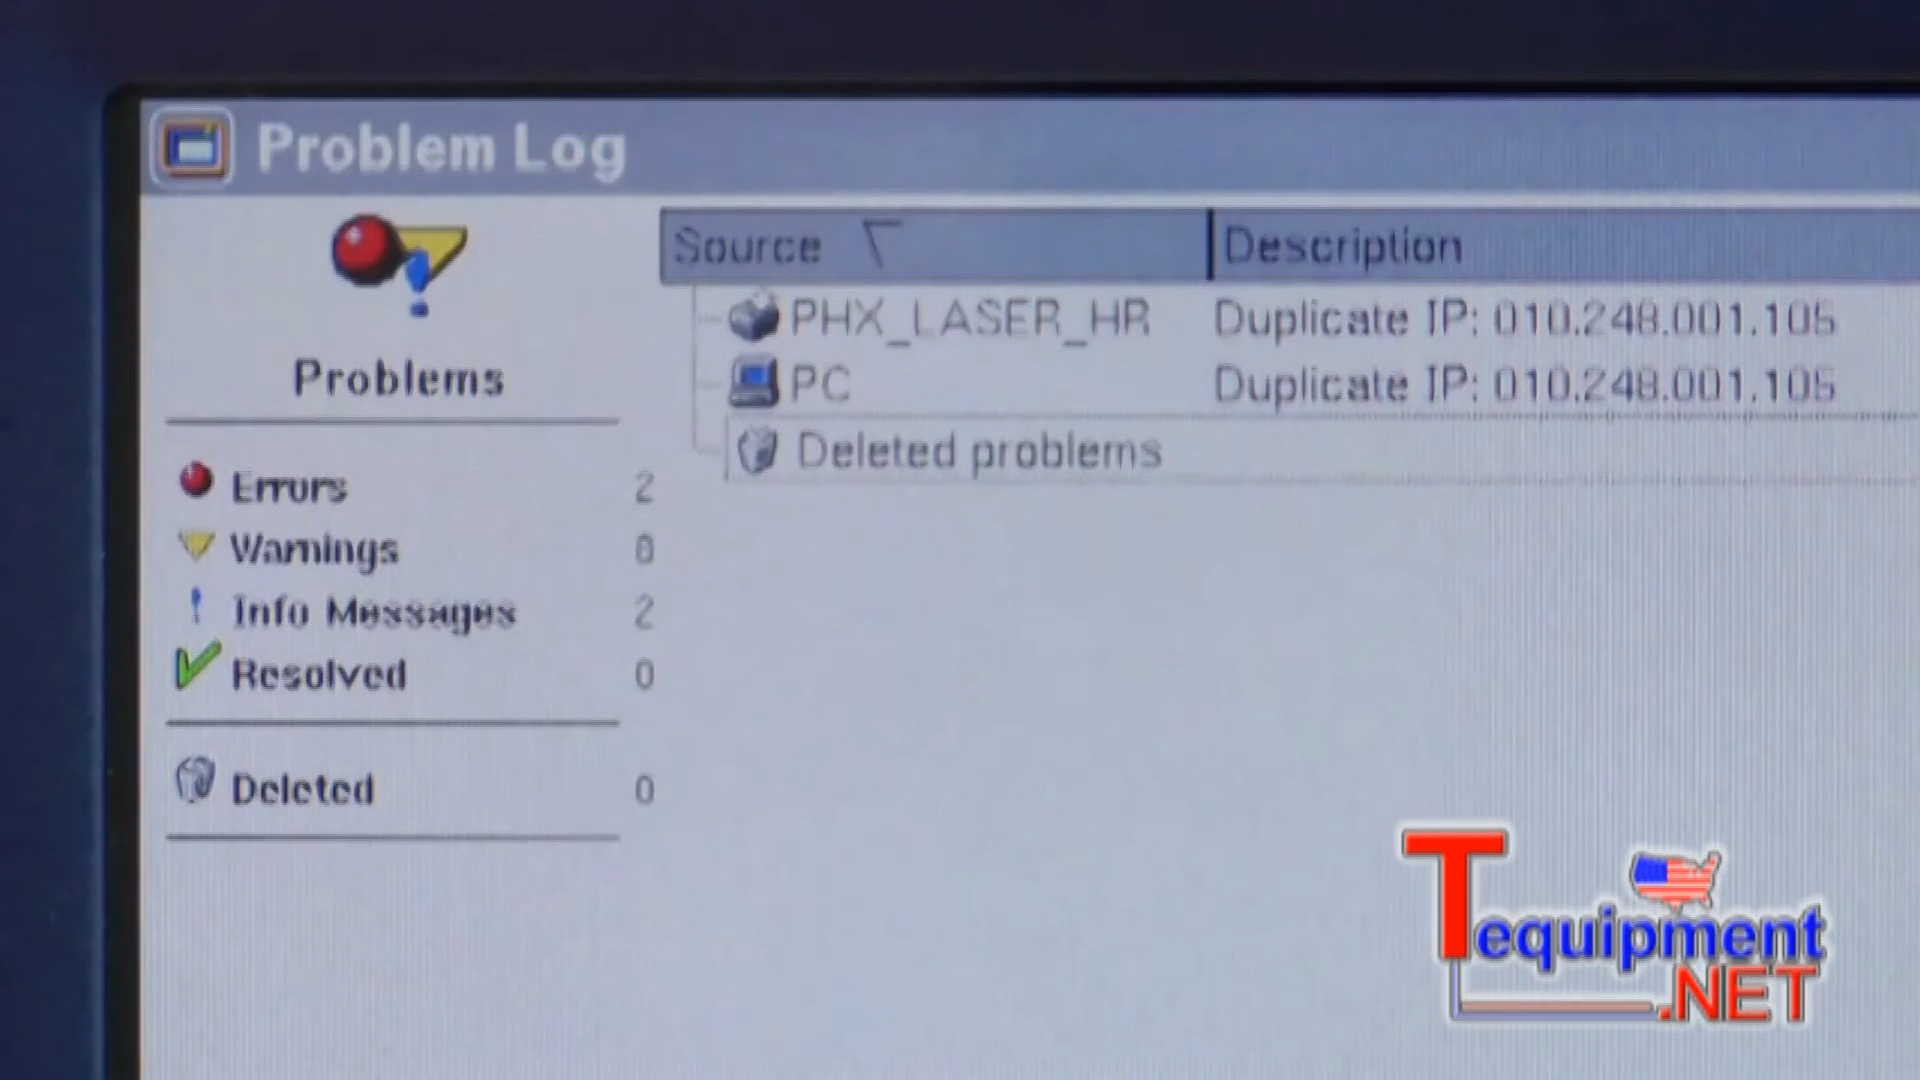 Problem Log
Problems
Errors 2
Warnings 0
Info Messages 2
Resolved 0
Deleted 0
Source Description
PHX_LASER_HR Duplicate IP: 010.248.001.105
PC Duplicate IP: 010.248.001.105
Deleted problems
Tequipment
.NET